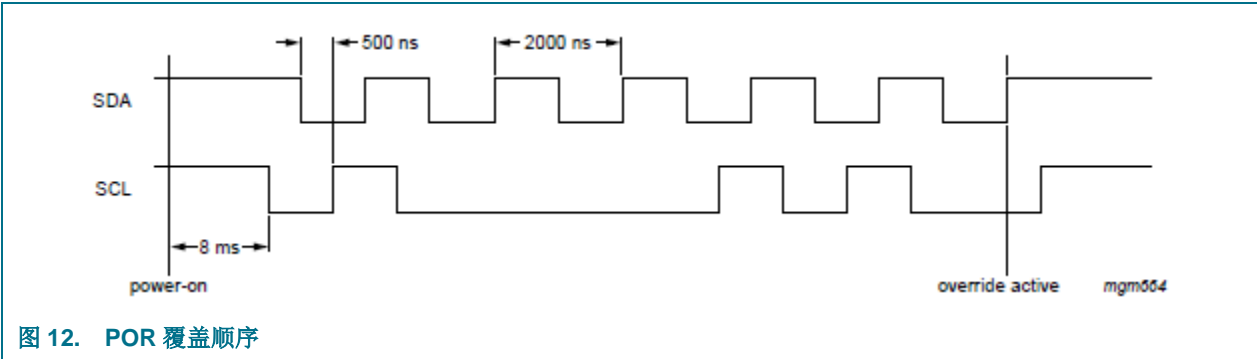 500 ns
2000 ns
SDA
SCL
8 ms
power-on
override active
mgm664
图 12. POR 覆盖顺序